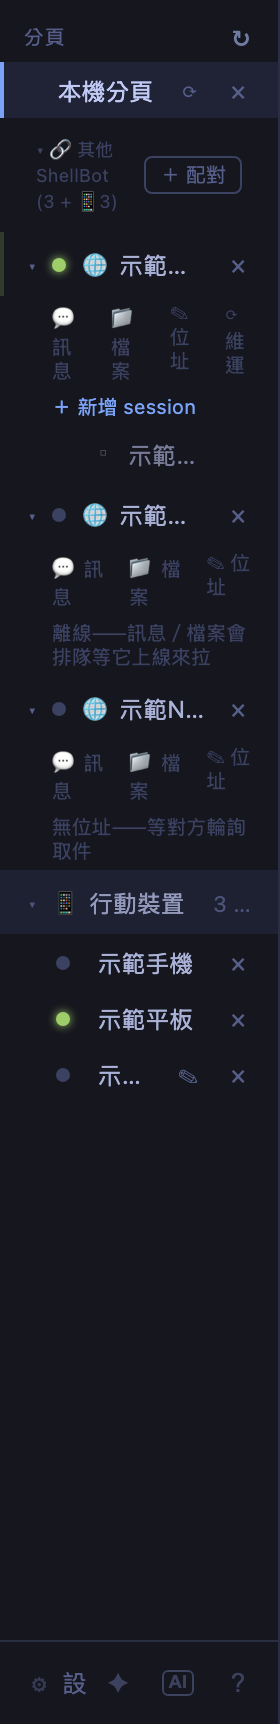 分頁 ↻
本機分頁 ⟳ ×
▾ 🔗 其他
ShellBot
(3 + 📱3)
＋ 配對
▾ 🌐 示範... ×
💬 訊息 📁 檔案 ✎ 位址 ⟳ 維運
＋ 新增 session
▫ 示範...
▾ 🌐 示範... ×
💬 訊息 📁 檔案 ✎ 位址
離線——訊息 / 檔案會
排隊等它上線來拉
▾ 🌐 示範N... ×
💬 訊息 📁 檔案 ✎ 位址
無位址——等對方輪詢
取件
▾ 📱 行動裝置 3 ...
示範手機 ×
示範平板 ×
示... ✎ ×
⚙ 設 ✦ AI ?